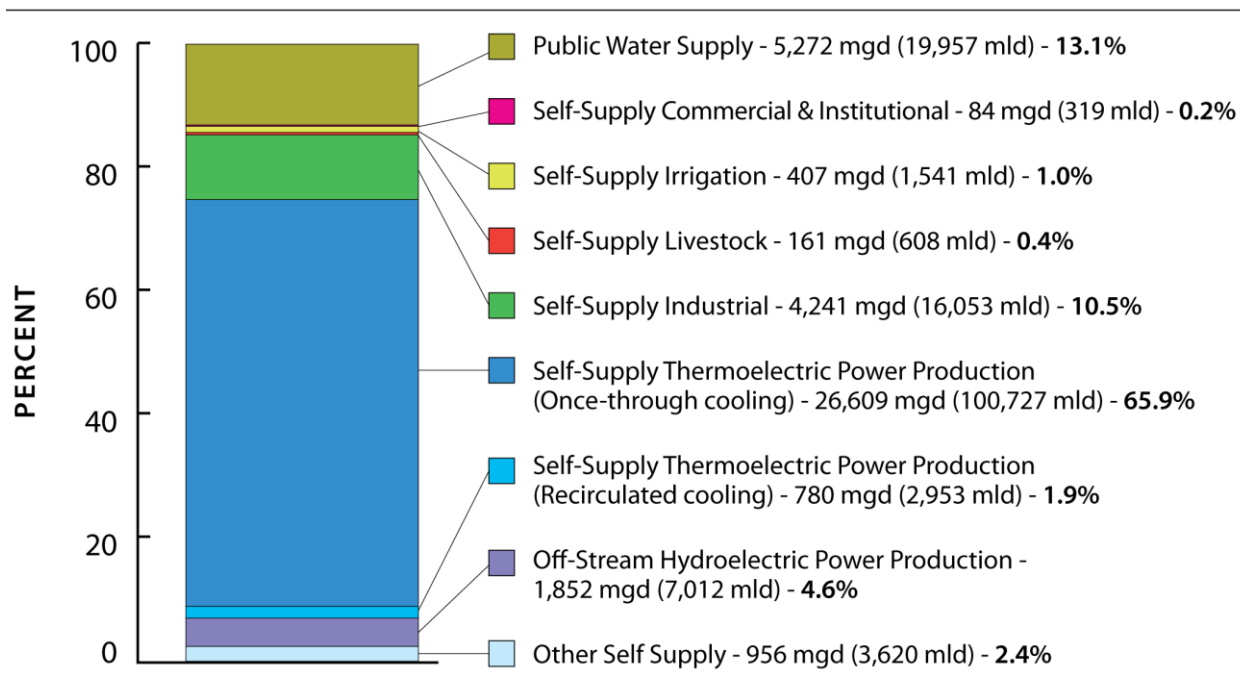 100
80
60
40
20
0
PERCENT
Public Water Supply - 5,272 mgd (19,957 mld) - 13.1%
Self-Supply Commercial & Institutional - 84 mgd (319 mld) - 0.2%
Self-Supply Irrigation - 407 mgd (1,541 mld) - 1.0%
Self-Supply Livestock - 161 mgd (608 mld) - 0.4%
Self-Supply Industrial - 4,241 mgd (16,053 mld) - 10.5%
Self-Supply Thermoelectric Power Production
(Once-through cooling) - 26,609 mgd (100,727 mld) - 65.9%
Self-Supply Thermoelectric Power Production
(Recirculated cooling) - 780 mgd (2,953 mld) - 1.9%
Off-Stream Hydroelectric Power Production -
1,852 mgd (7,012 mld) - 4.6%
Other Self Supply - 956 mgd (3,620 mld) - 2.4%